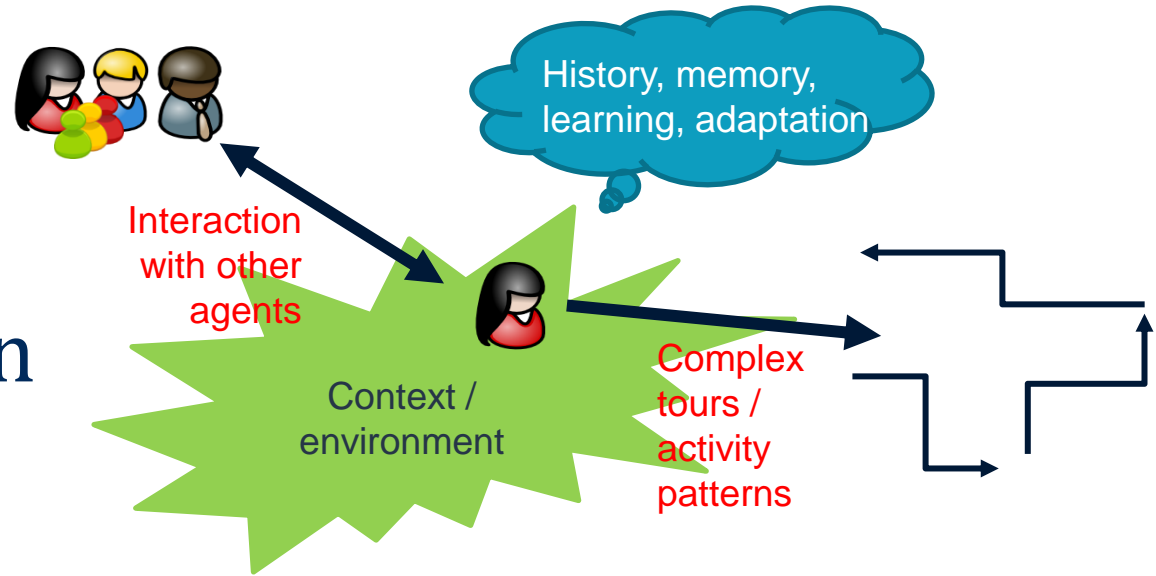 History, memory,
learning, adaptation
Interaction
with other
agents
n
Context /
environment
Complex
tours /
activity
patterns